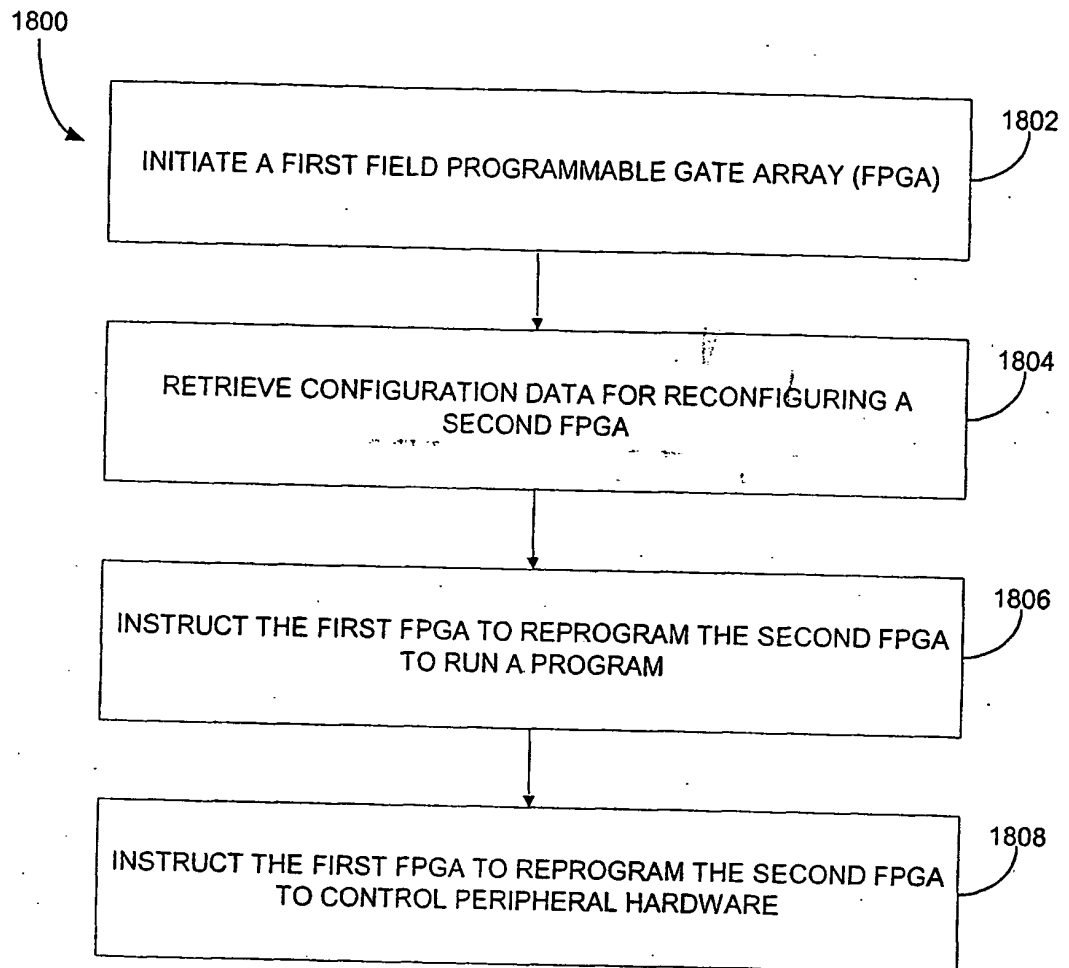 1800
INITIATE A FIRST FIELD PROGRAMMABLE GATE ARRAY (FPGA)
1802
RETRIEVE CONFIGURATION DATA FOR RECONFIGURING A
SECOND FPGA
1804
INSTRUCT THE FIRST FPGA TO REPROGRAM THE SECOND FPGA
TO RUN A PROGRAM
1806
INSTRUCT THE FIRST FPGA TO REPROGRAM THE SECOND FPGA
TO CONTROL PERIPHERAL HARDWARE
1808